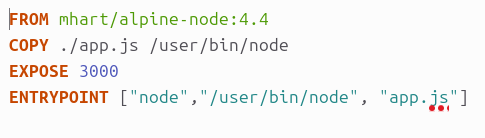 FROM mhart/alpine-node:4.4
COPY ./app.js /user/bin/node
EXPOSE 3000
ENTRYPOINT ["node","/user/bin/node", "app.js"]